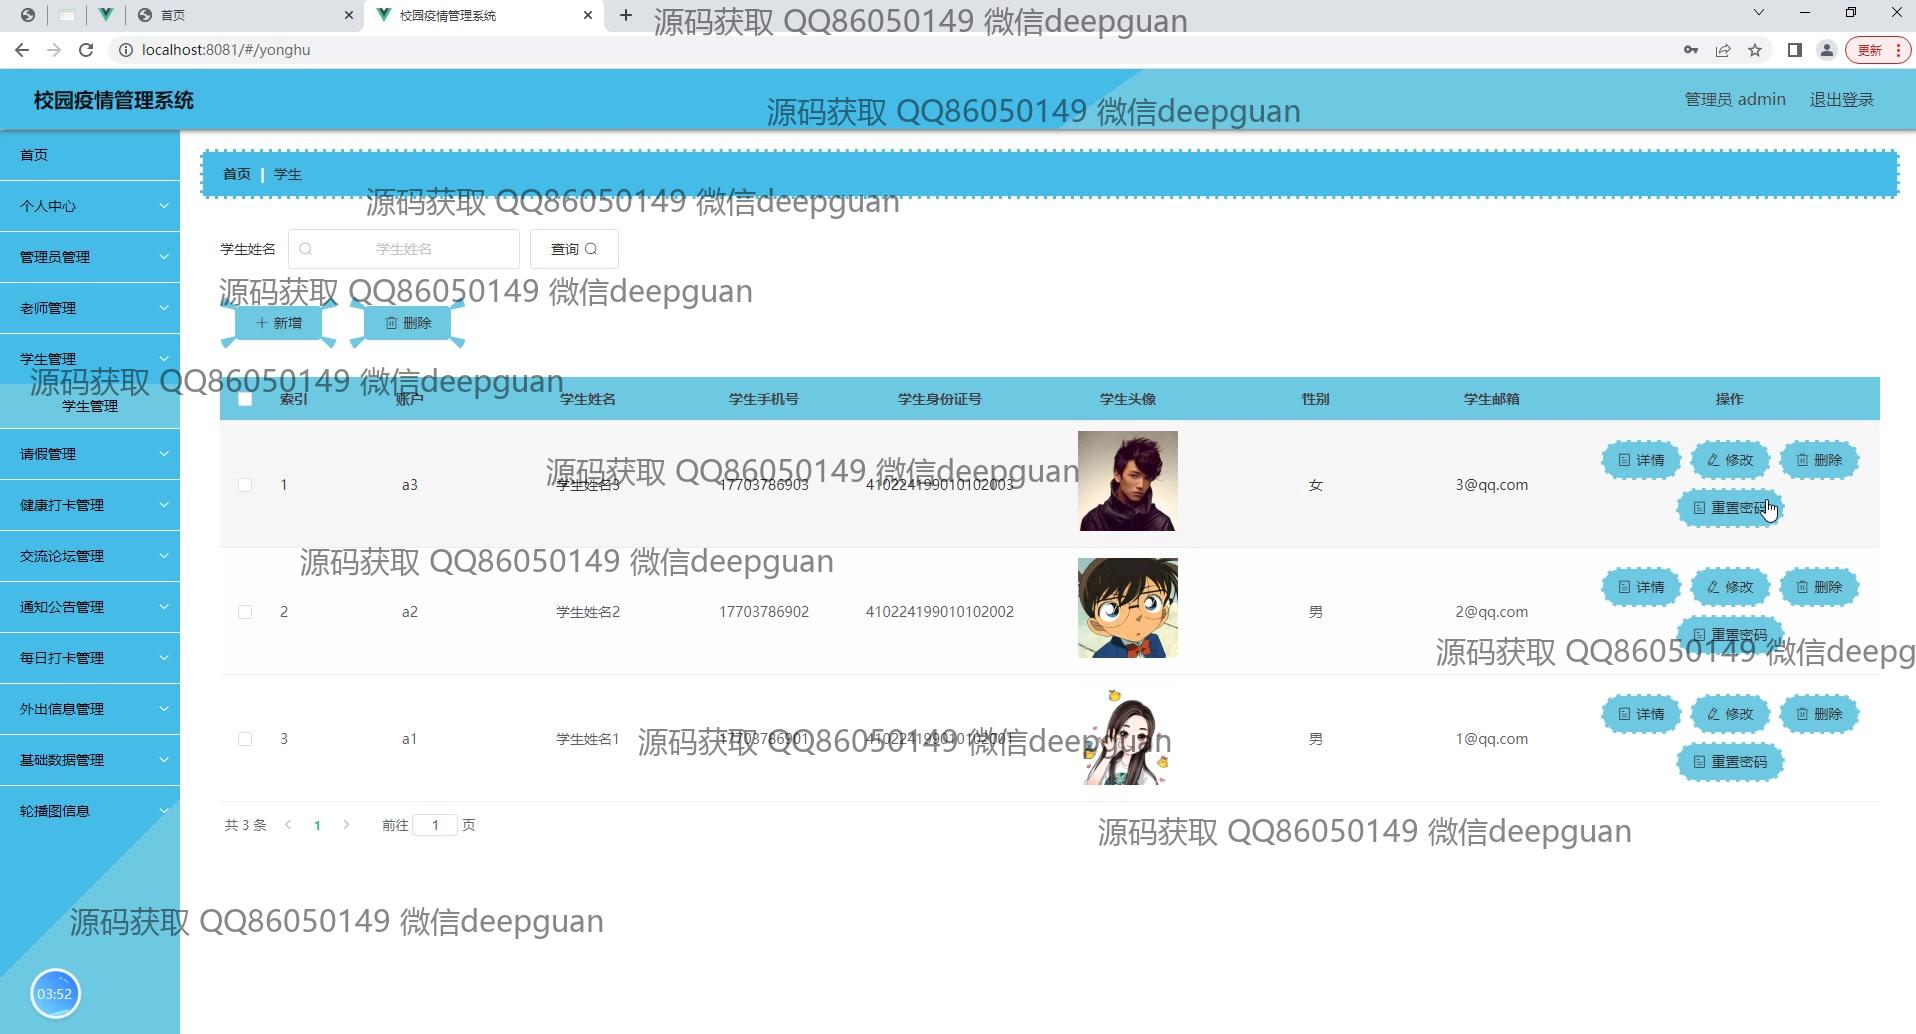 首页
校园疫情管理系统
源码获取 QQ86050149 微信deepguan
localhost:8081/#/yonghu
更新
校园疫情管理系统
源码获取 QQ86050149 微信deepguan
管理员 admin 退出登录
首页
个人中心
管理员管理
老师管理
学生管理
学生管理
请假管理
健康打卡管理
交流论坛管理
通知公告管理
每日打卡管理
外出信息管理
基础数据管理
轮播图信息
03:52
首页 | 学生
源码获取 QQ86050149 微信deepguan
学生姓名 学生姓名 查询
源码获取 QQ86050149 微信deepguan
新增 删除
源码获取 QQ86050149 微信deepguan
索引 账户 学生姓名 学生手机号 学生身份证号 学生头像 性别 学生邮箱 操作
源码获取 QQ86050149 微信deepguan
1 a3 学生姓名3 17703786903 410224199010102003 女 3@qq.com 详情 修改 删除
重置密码
源码获取 QQ86050149 微信deepguan
2 a2 学生姓名2 17703786902 410224199010102002 男 2@qq.com 详情 修改 删除
重置密码
源码获取 QQ86050149 微信deepg
3 a1 学生姓名1 17703786901 410224199010102001 男 1@qq.com 详情 修改 删除
重置密码
源码获取 QQ86050149 微信deepguan
共 3 条 1 前往 1 页
源码获取 QQ86050149 微信deepguan
源码获取 QQ86050149 微信deepguan